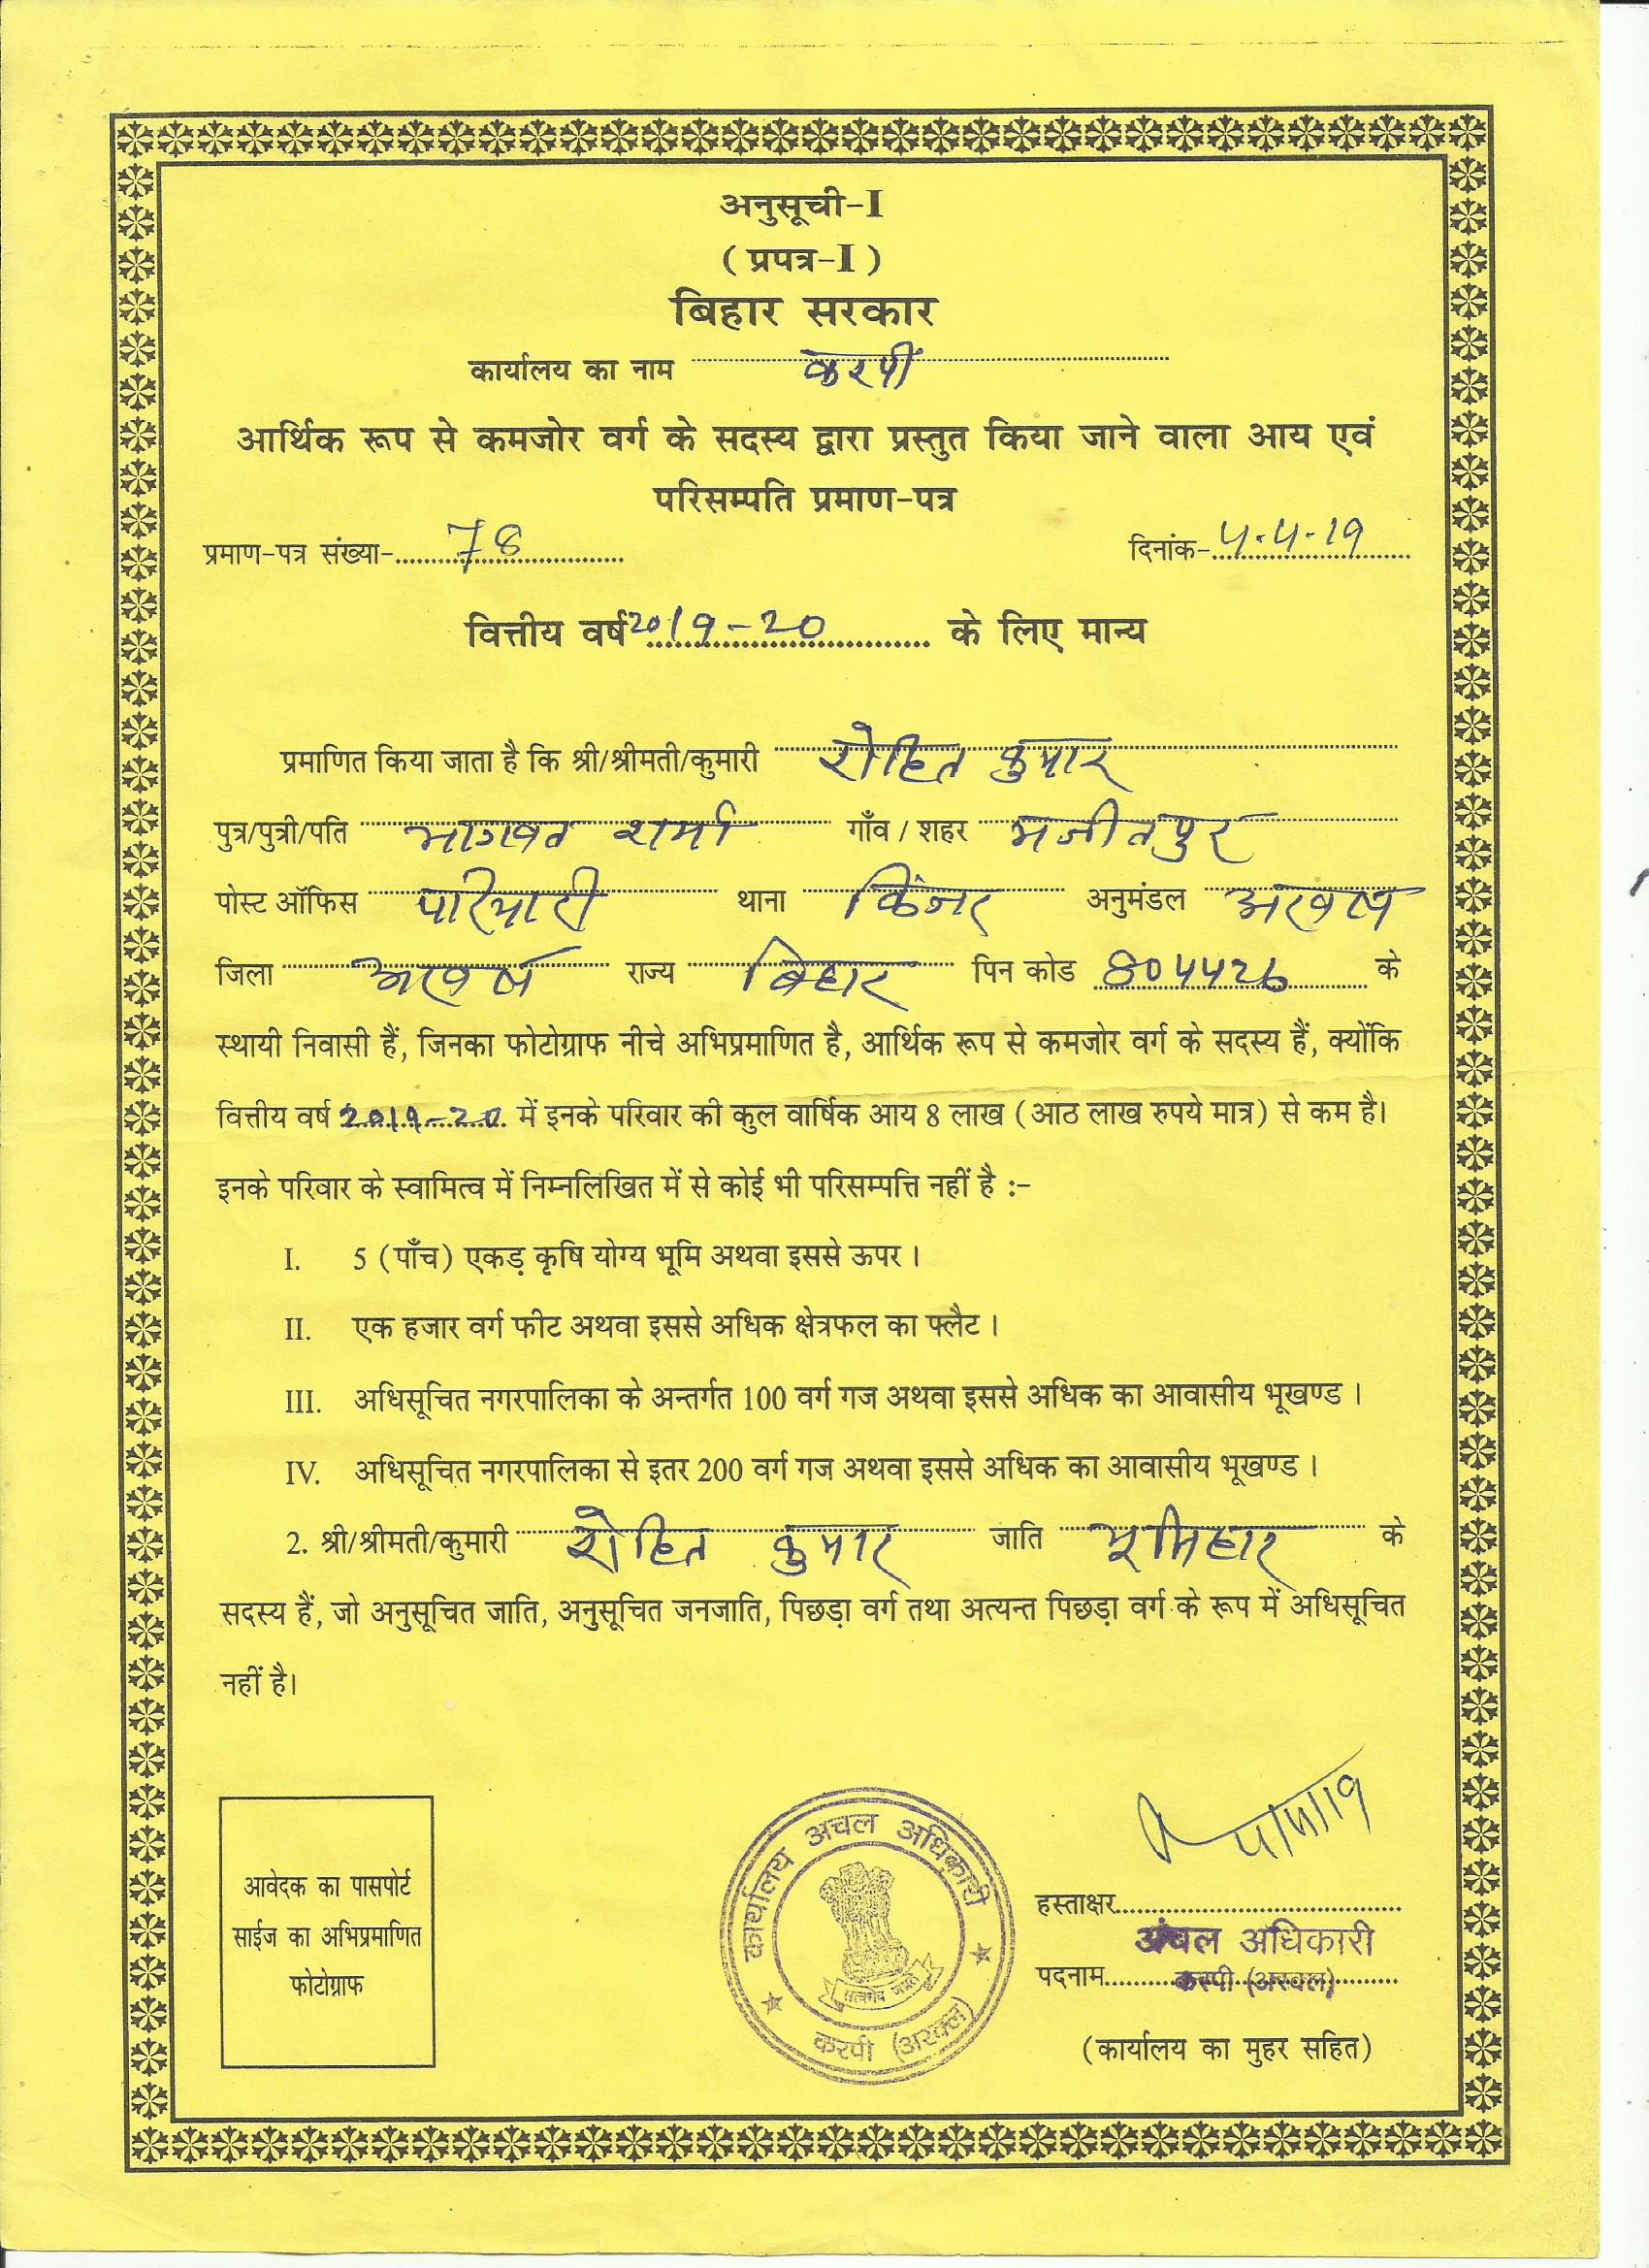 अनुसूची-I
( प्रपत्र-I )
बिहार सरकार
कार्यालय का नाम करपी
आर्थिक रूप से कमजोर वर्ग के सदस्य द्वारा प्रस्तुत किया जाने वाला आय एवं
परिसम्पति प्रमाण-पत्र
प्रमाण-पत्र संख्या- 78 दिनांक- 4.4.19
वित्तीय वर्ष 2019-20 के लिए मान्य
प्रमाणित किया जाता है कि श्री/श्रीमती/कुमारी रोहित कुमार
पुत्र/पुत्री/पति भागवत शर्मा गाँव / शहर मजीतपुर
पोस्ट ऑफिस थाना किंजर अनुमंडल अरवल
जिला अरवल राज्य बिहार पिन कोड 804426 के
स्थायी निवासी हैं, जिनका फोटोग्राफ नीचे अभिप्रमाणित है, आर्थिक रूप से कमजोर वर्ग के सदस्य हैं, क्योंकि
वित्तीय वर्ष 2019-20 में इनके परिवार की कुल वार्षिक आय 8 लाख (आठ लाख रुपये मात्र) से कम है।
इनके परिवार के स्वामित्व में निम्नलिखित में से कोई भी परिसम्पत्ति नहीं है :-
I. 5 (पाँच) एकड़ कृषि योग्य भूमि अथवा इससे ऊपर ।
II. एक हजार वर्ग फीट अथवा इससे अधिक क्षेत्रफल का फ्लैट ।
III. अधिसूचित नगरपालिका के अन्तर्गत 100 वर्ग गज अथवा इससे अधिक का आवासीय भूखण्ड ।
IV. अधिसूचित नगरपालिका से इतर 200 वर्ग गज अथवा इससे अधिक का आवासीय भूखण्ड ।
2. श्री/श्रीमती/कुमारी रोहित कुमार जाति भूमिहार के
सदस्य हैं, जो अनुसूचित जाति, अनुसूचित जनजाति, पिछड़ा वर्ग तथा अत्यन्त पिछड़ा वर्ग के रूप में अधिसूचित
नहीं है।
आवेदक का पासपोर्ट
साईज का अभिप्रमाणित
फोटोग्राफ
कार्यालय अंचल अधिकारी
सत्यमेव जयते
करपी (अरवल)
हस्ताक्षर
अंचल अधिकारी
पदनाम करपी (अरवल)
(कार्यालय का मुहर सहित)